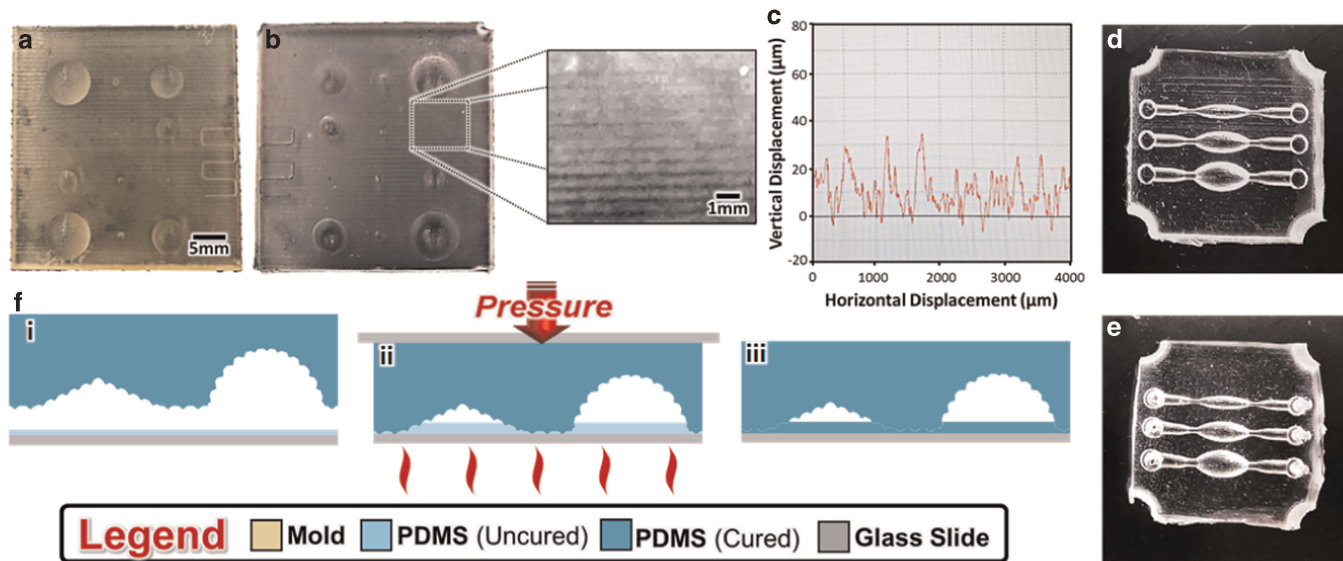 a
5mm
b
1mm
c
80
60
40
20
0
-20
Vertical Displacement (µm)
0 1000 2000 3000 4000
Horizontal Displacement (µm)
d
e
f
Pressure
i
ii
iii
Legend
Mold
PDMS (Uncured)
PDMS (Cured)
Glass Slide